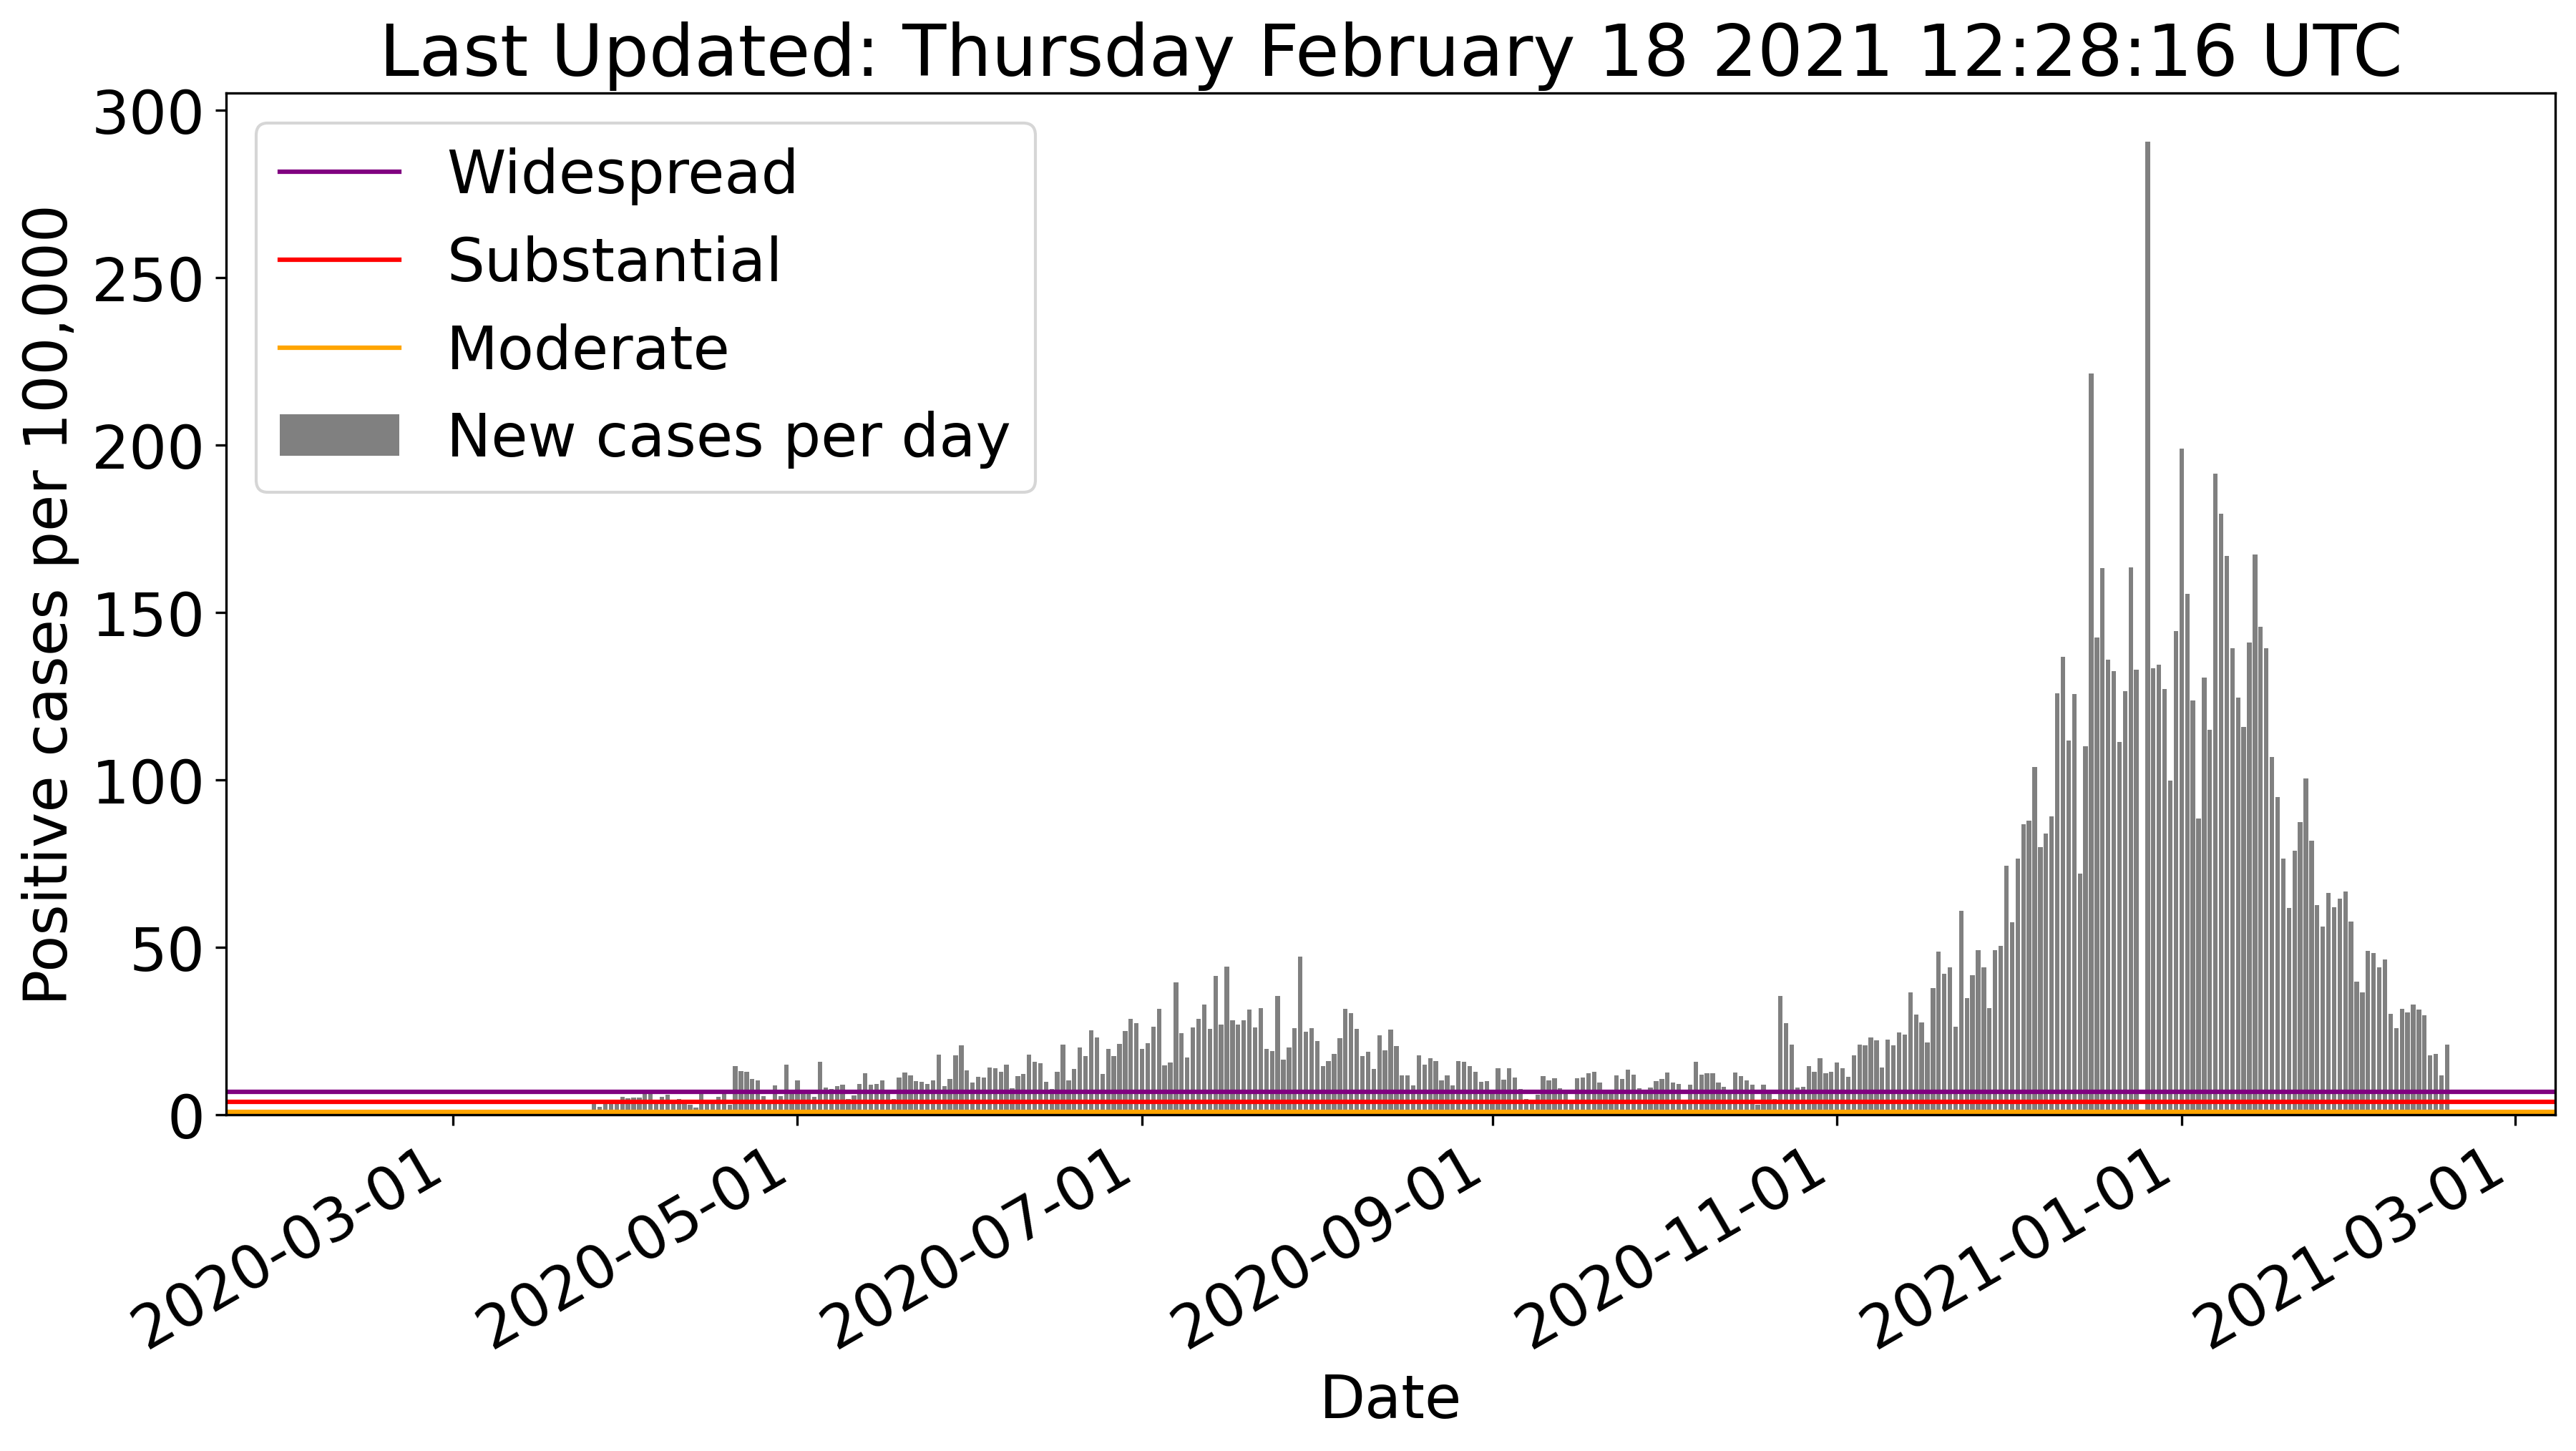 Last Updated: Thursday February 18 2021 12:28:16 UTC
Widespread
Substantial
Moderate
New cases per day
Positive cases per 100,000
300
250
200
150
100
50
0
2020-03-01
2020-05-01
2020-07-01
2020-09-01
2020-11-01
2021-01-01
2021-03-01
Date